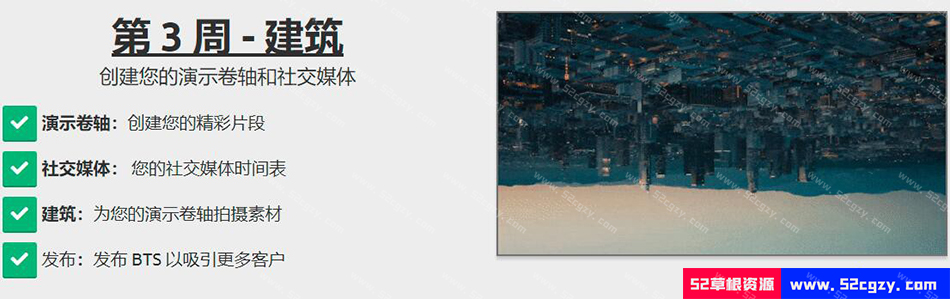 第 3 周 - 建筑
创建您的演示卷轴和社交媒体
演示卷轴：创建您的精彩片段
社交媒体： 您的社交媒体时间表
建筑：为您的演示卷轴拍摄素材
发布：发布 BTS 以吸引更多客户
52草根资源 www.52cgzy.com
www.52cgzy.com